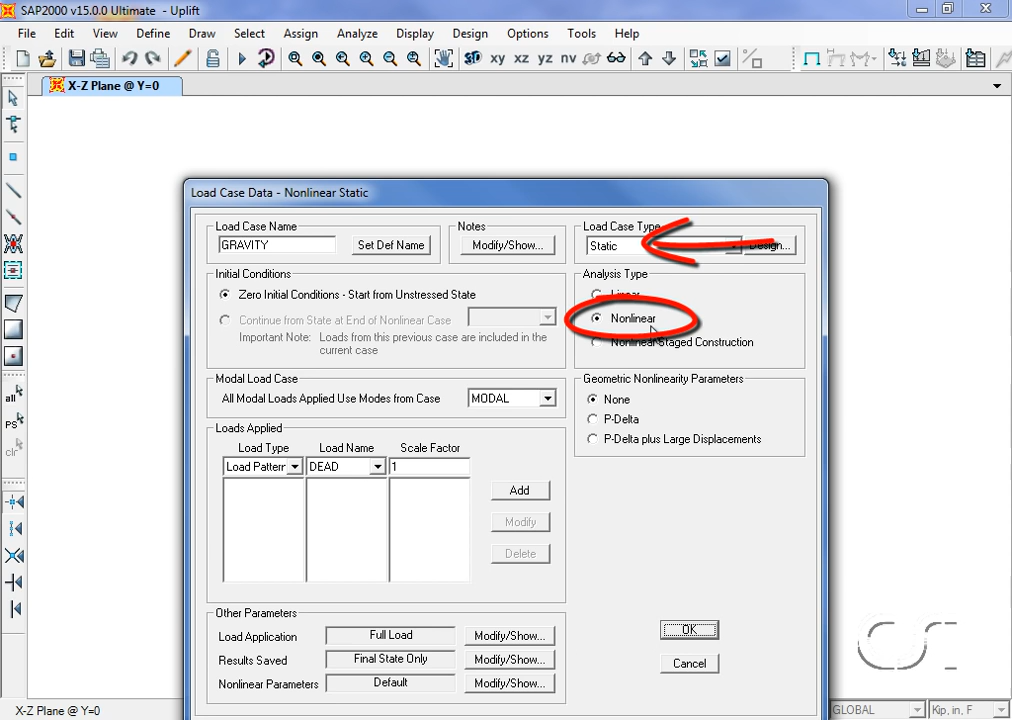 SAP2000 v15.0.0 Ultimate - Uplift
File Edit View Define Draw Select Assign Analyze Display Design Options Tools Help
3D xy xz yz nv
X-Z Plane @ Y=0
Load Case Data - Nonlinear Static
Load Case Name
GRAVITY
Set Def Name
Notes
Modify/Show...
Load Case Type
Static
Design...
Initial Conditions
Zero Initial Conditions - Start from Unstressed State
Continue from State at End of Nonlinear Case
Important Note: Loads from this previous case are included in the
current case
Analysis Type
Linear
Nonlinear
Nonlinear Staged Construction
Modal Load Case
All Modal Loads Applied Use Modes from Case
MODAL
Geometric Nonlinearity Parameters
None
P-Delta
P-Delta plus Large Displacements
Loads Applied
Load Type Load Name Scale Factor
Load Pattern DEAD 1
Add
Modify
Delete
Other Parameters
Load Application Full Load Modify/Show...
Results Saved Final State Only Modify/Show...
Nonlinear Parameters Default Modify/Show...
OK
Cancel
all
PS
clr
CSI
X-Z Plane @ Y=0
GLOBAL
Kip, in, F